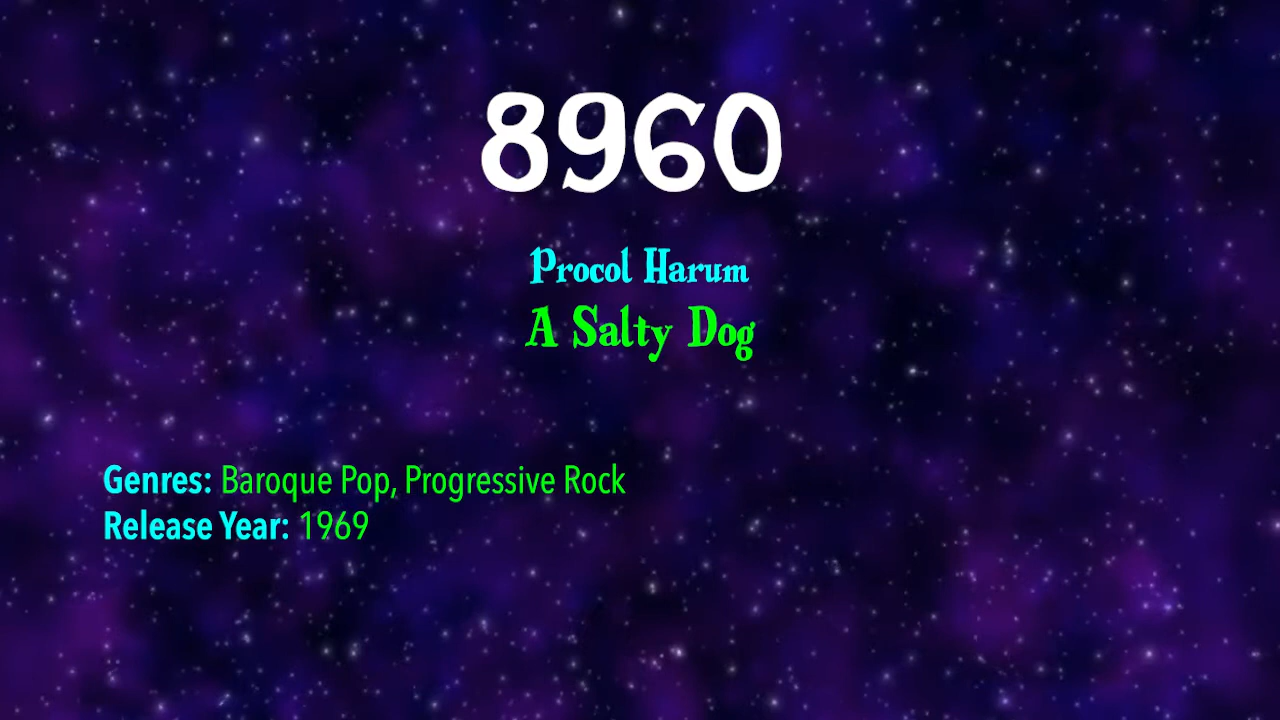 8960
Procol Harum
A Salty Dog
Genres: Baroque Pop, Progressive Rock
Release Year: 1969